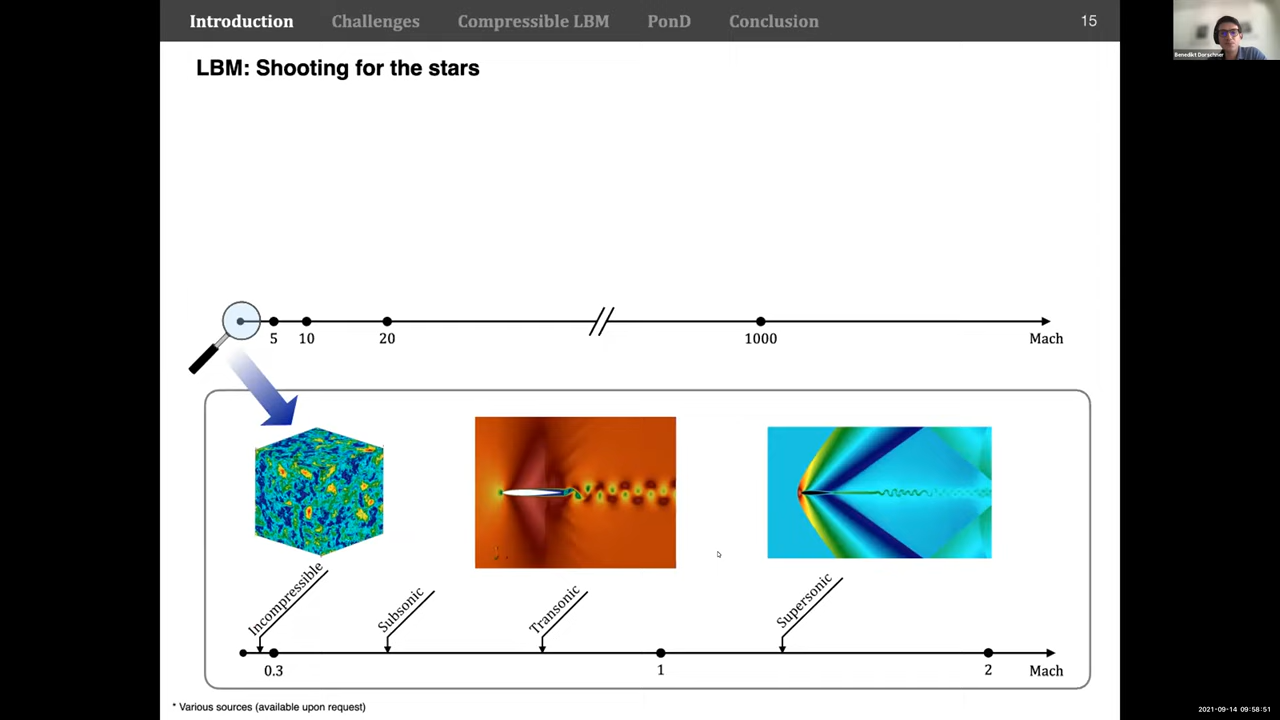 Introduction Challenges Compressible LBM PonD Conclusion 15
Benedikt Dorschner
LBM: Shooting for the stars
5 10 20 1000 Mach
Incompressible
Subsonic
Transonic
Supersonic
0.3 1 2 Mach
* Various sources (available upon request)
2021-09-14 09:58:51